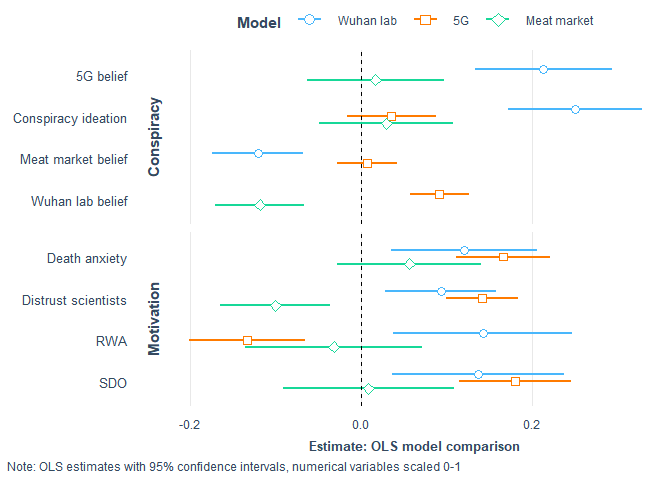 Model Wuhan lab 5G Meat market
Conspiracy
5G belief
Conspiracy ideation
Meat market belief
Wuhan lab belief
Motivation
Death anxiety
Distrust scientists
RWA
SDO
-0.2 0.0 0.2
Estimate: OLS model comparison
Note: OLS estimates with 95% confidence intervals, numerical variables scaled 0-1